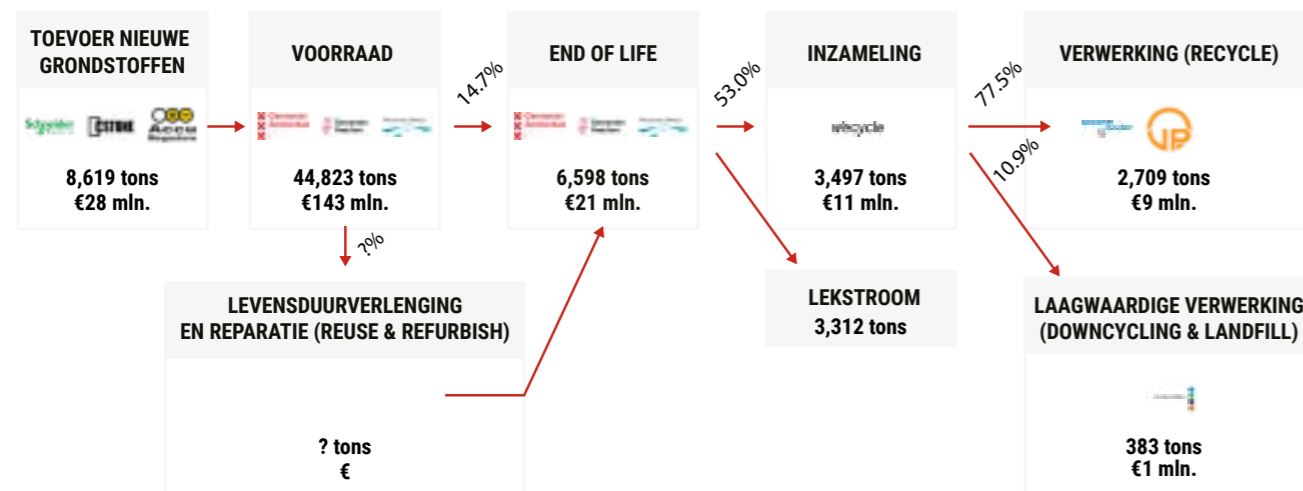 TOEVOER NIEUWE
GRONDSTOFFEN
Schneider
Accu
8,619 tons
€28 mln.
VOORRAAD
44,823 tons
€143 mln.
14.7%
END OF LIFE
6,598 tons
€21 mln.
53.0%
INZAMELING
wecycle
3,497 tons
€11 mln.
77.5%
10.9%
VERWERKING (RECYCLE)
2,709 tons
€9 mln.
?%
LEVENSDUURVERLENGING
EN REPARATIE (REUSE & REFURBISH)
? tons
€
LEKSTROOM
3,312 tons
LAAGWAARDIGE VERWERKING
(DOWNCYCLING & LANDFILL)
383 tons
€1 mln.